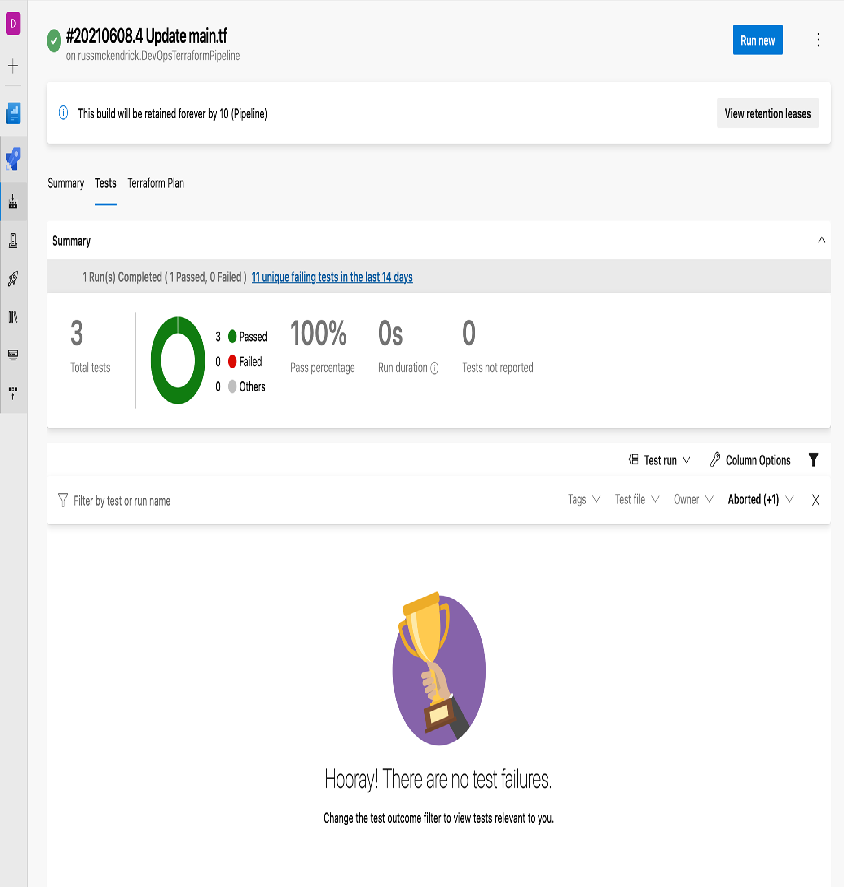 D
#20210608.4 Update main.tf
on russmckendrick.DevOpsTerraformPipeline
Run new
This build will be retained forever by 10 (Pipeline)
View retention leases
Summary Tests Terraform Plan
Summary
1 Run(s) Completed ( 1 Passed, 0 Failed ) 11 unique failing tests in the last 14 days
3
Total tests
3 Passed
0 Failed
0 Others
100%
Pass percentage
0s
Run duration
0
Tests not reported
Test run Column Options
Filter by test or run name Tags Test file Owner Aborted (+1)
Hooray! There are no test failures.
Change the test outcome filter to view tests relevant to you.